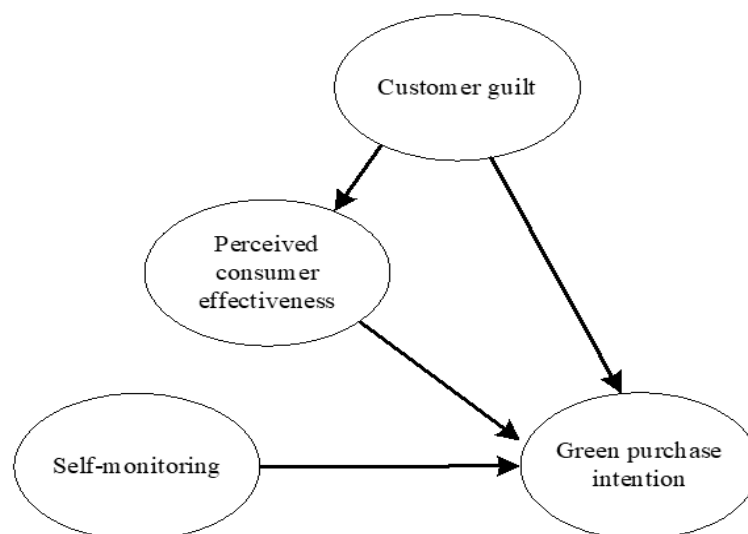 Customer guilt
Perceived
consumer
effectiveness
Self-monitoring
Green purchase
intention